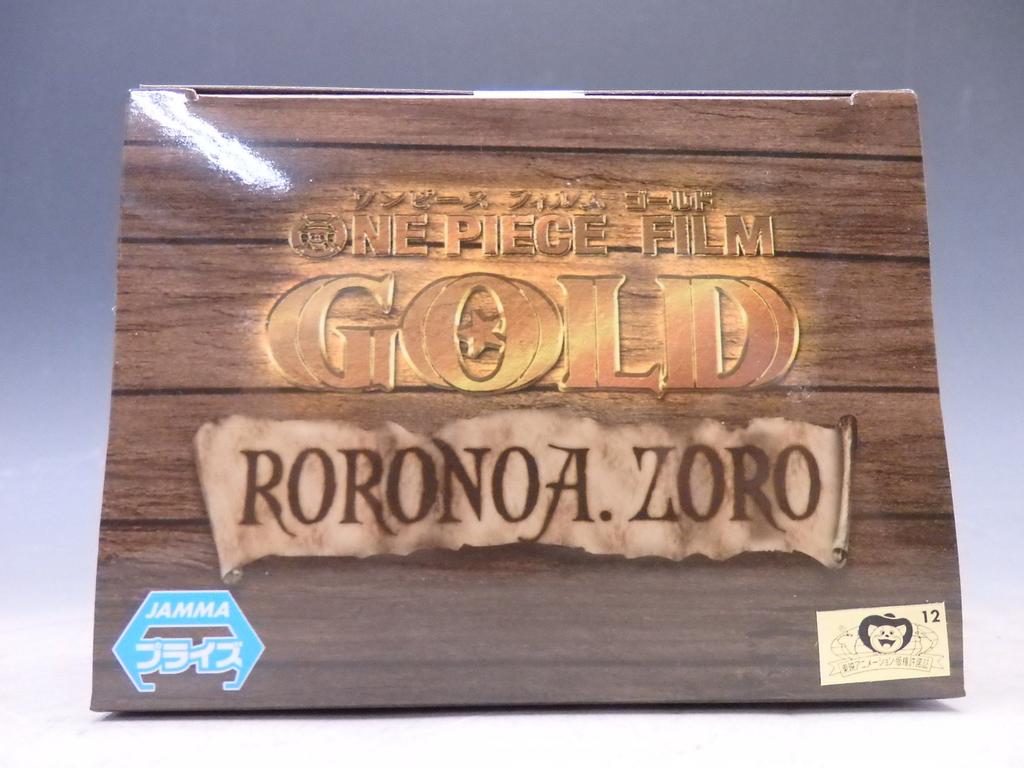 ワンピース フィルム ゴールド
ONE PIECE FILM
GOLD
RORONOA. ZORO
JAMMA
プライズ
12
東映アニメーション版権許諾証